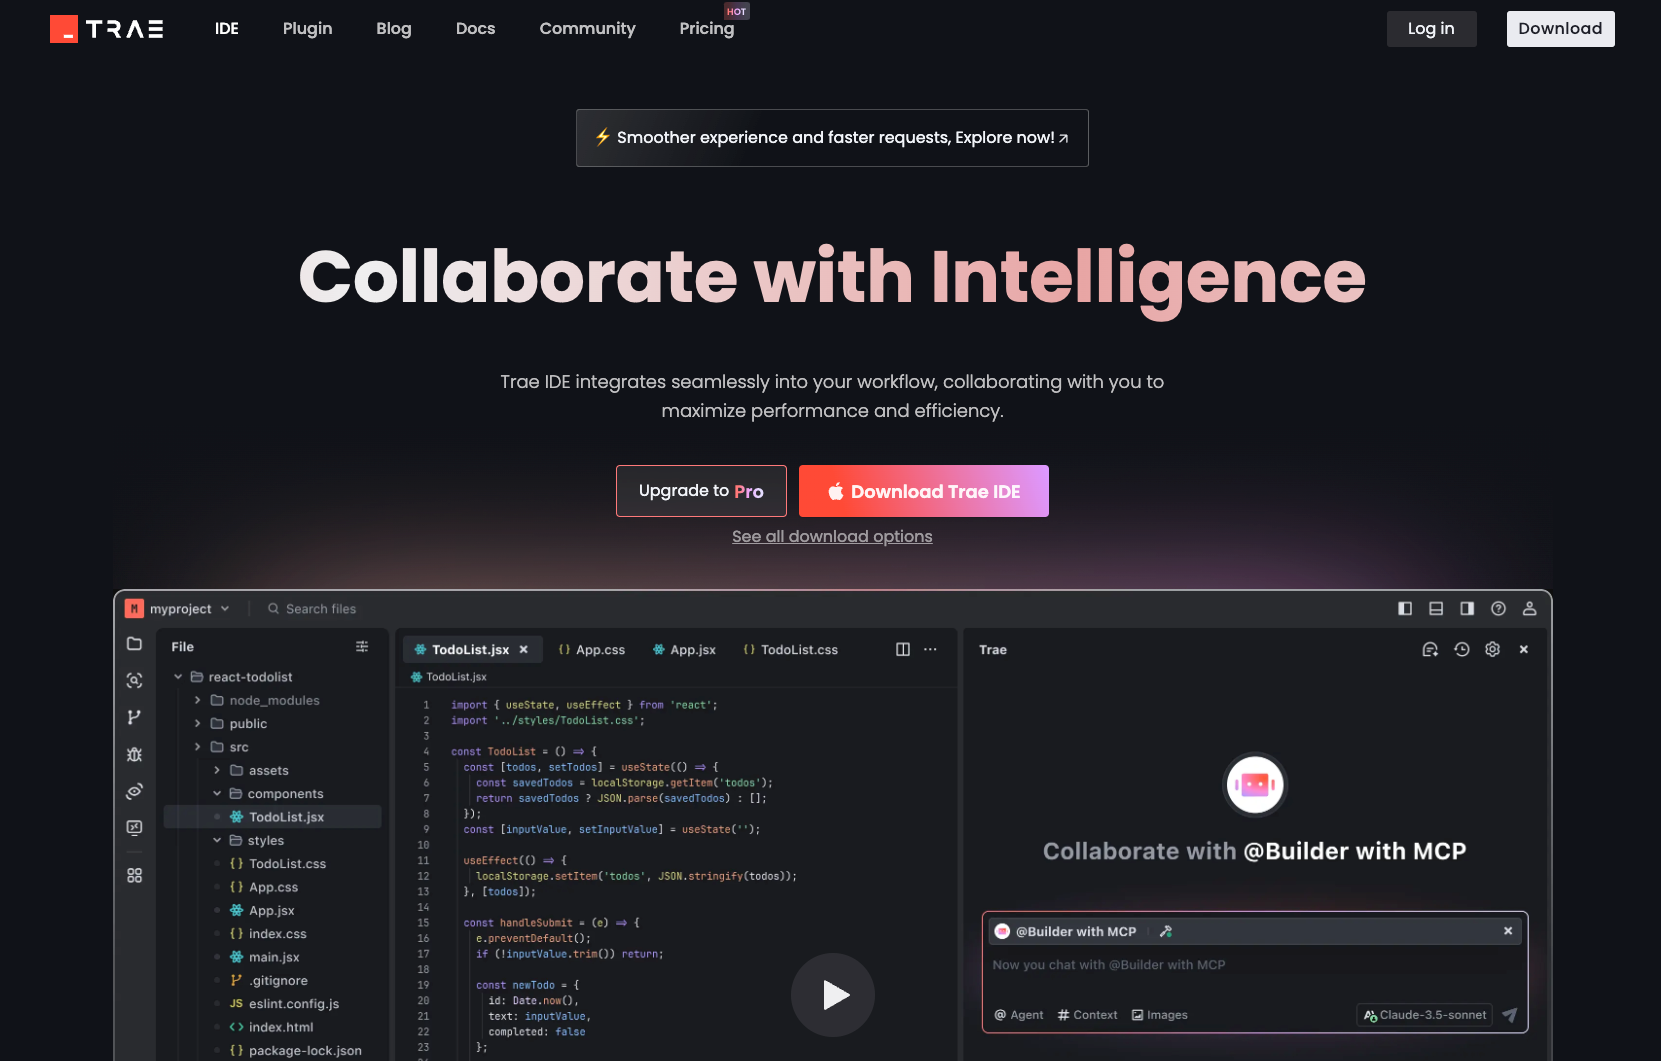 TRAE
IDE
Plugin
Blog
Docs
Community
Pricing
HOT
Log in
Download
⚡ Smoother experience and faster requests, Explore now!
Collaborate with Intelligence
Trae IDE integrates seamlessly into your workflow, collaborating with you to
maximize performance and efficiency.
Upgrade to Pro
Download Trae IDE
See all download options
M myproject
Search files
File
react-todolist
node_modules
public
src
assets
components
TodoList.jsx
styles
{} TodoList.css
{} App.css
App.jsx
{} index.css
main.jsx
.gitignore
JS eslint.config.js
<> index.html
{} package-lock.json
TodoList.jsx
{} App.css
App.jsx
{} TodoList.css
TodoList.jsx
1 import { useState, useEffect } from 'react';
2 import '../styles/TodoList.css';
3
4 const TodoList = () => {
5 const [todos, setTodos] = useState(() => {
6 const savedTodos = localStorage.getItem('todos');
7 return savedTodos ? JSON.parse(savedTodos) : [];
8 });
9 const [inputValue, setInputValue] = useState('');
10
11 useEffect(() => {
12 localStorage.setItem('todos', JSON.stringify(todos));
13 }, [todos]);
14
15 const handleSubmit = (e) => {
16 e.preventDefault();
17 if (!inputValue.trim()) return;
18
19 const newTodo = {
20 id: Date.now(),
21 text: inputValue,
22 completed: false
23 };
Trae
Collaborate with @Builder with MCP
@Builder with MCP
Now you chat with @Builder with MCP
@ Agent
# Context
Images
Claude-3.5-sonnet